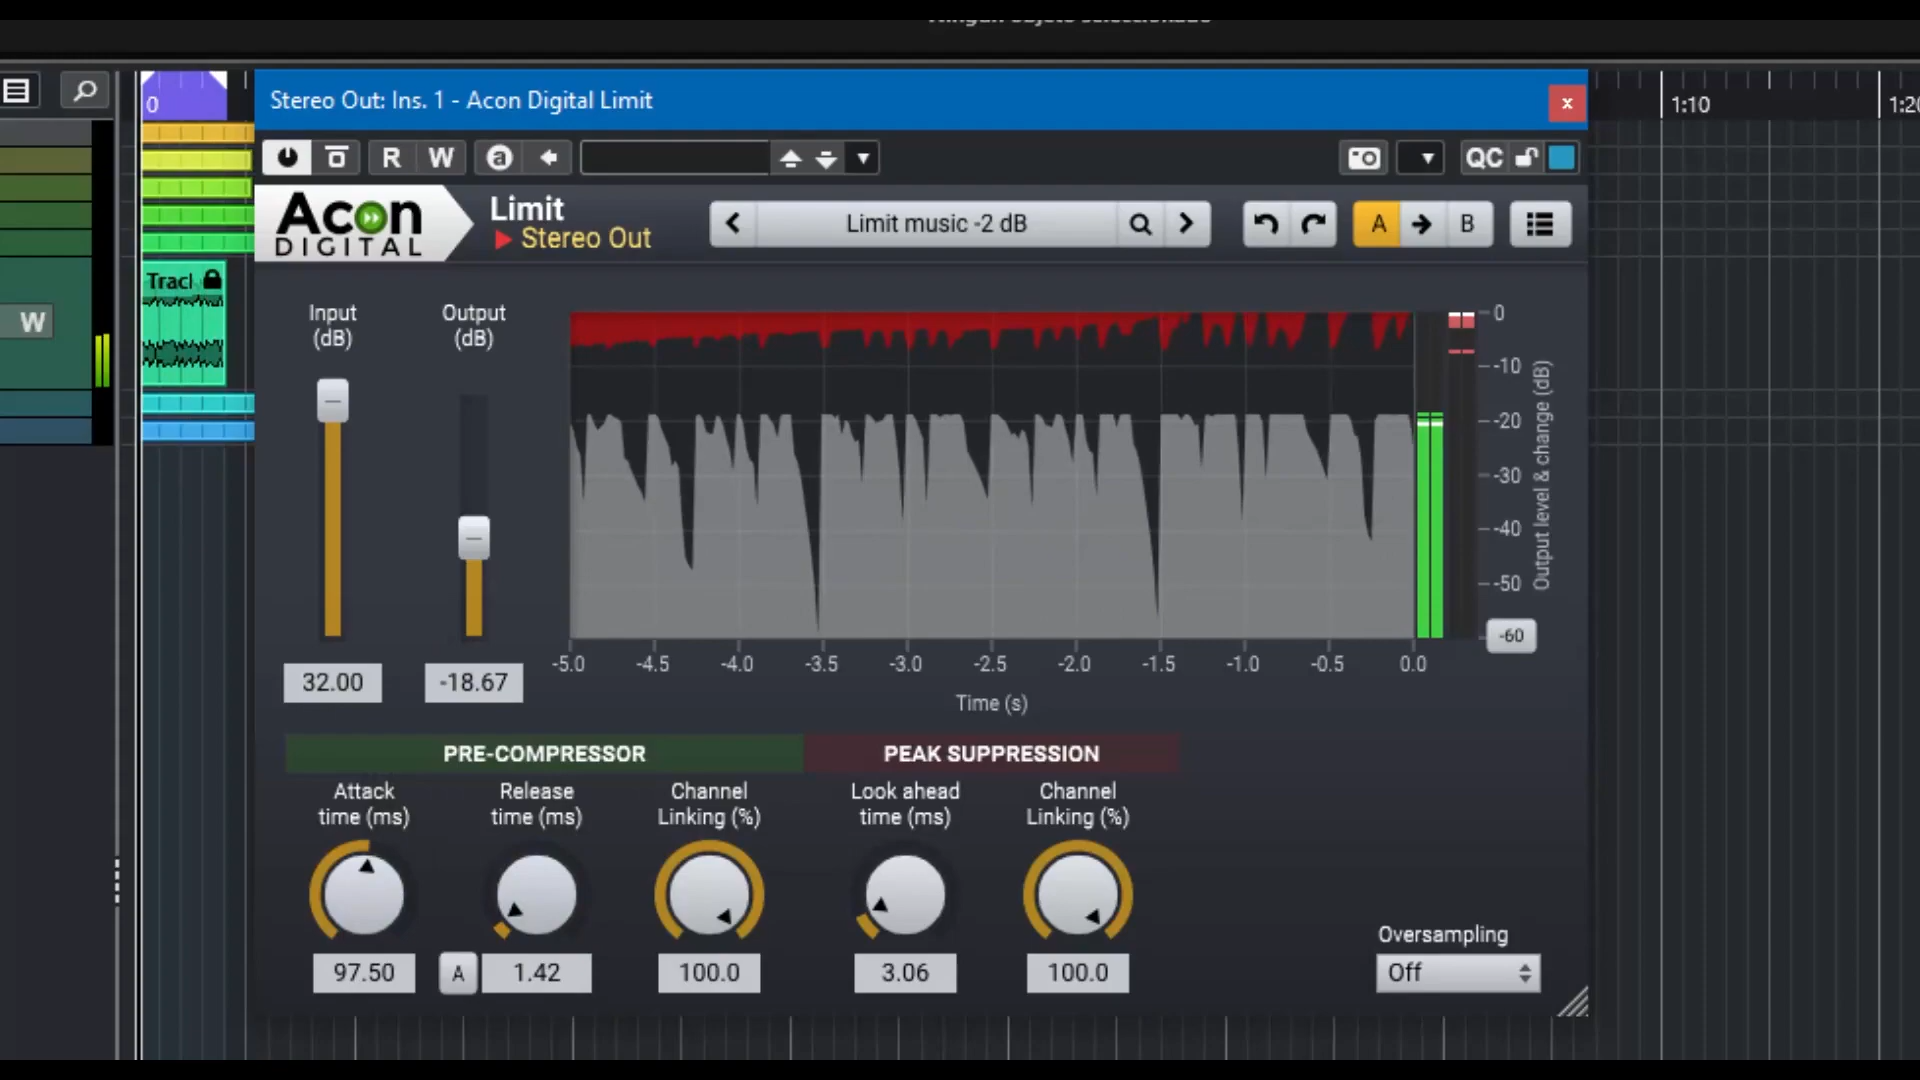 0
1:10
1:20
Stereo Out: Ins. 1 - Acon Digital Limit
x
R W a QC
Acon
DIGITAL
Limit
Stereo Out
Limit music -2 dB
A B
Tracl
W
Input
(dB)
Output
(dB)
32.00
-18.67
0
-10
-20
-30
-40
-50
-60
Output level & change (dB)
-5.0 -4.5 -4.0 -3.5 -3.0 -2.5 -2.0 -1.5 -1.0 -0.5 0.0
Time (s)
PRE-COMPRESSOR
PEAK SUPPRESSION
Attack
time (ms)
Release
time (ms)
Channel
Linking (%)
Look ahead
time (ms)
Channel
Linking (%)
97.50
A
1.42
100.0
3.06
100.0
Oversampling
Off